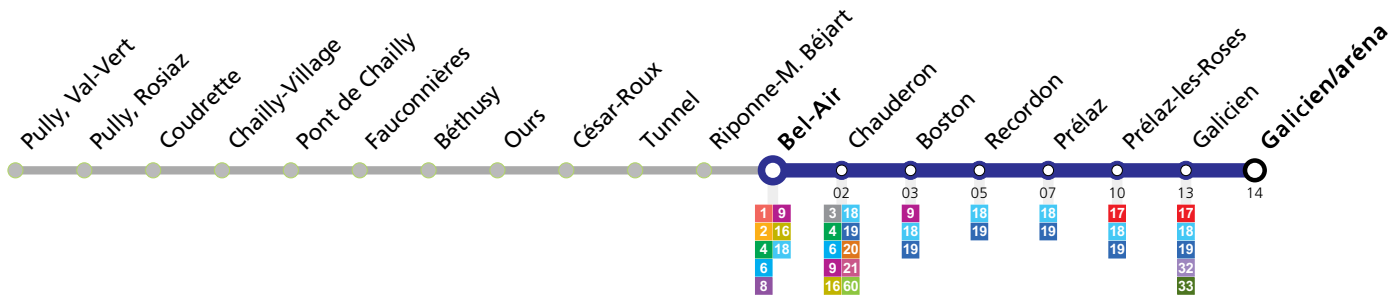 Pully, Val-Vert
Pully, Rosiaz
Coudrette
Chailly-Village
Pont de Chailly
Fauconnières
Béthusy
Ours
César-Roux
Tunnel
Riponne-M. Béjart
Bel-Air
Chauderon
Boston
Recordon
Prélaz
Prélaz-les-Roses
Galicien
Galicien/aréna
02 03 05 07 10 13 14
1 9 3 18 9 18 18 17 17
2 16 4 19 18 19 19 18 18
4 18 6 20 19 19 19
6 9 21 32
8 16 60 33